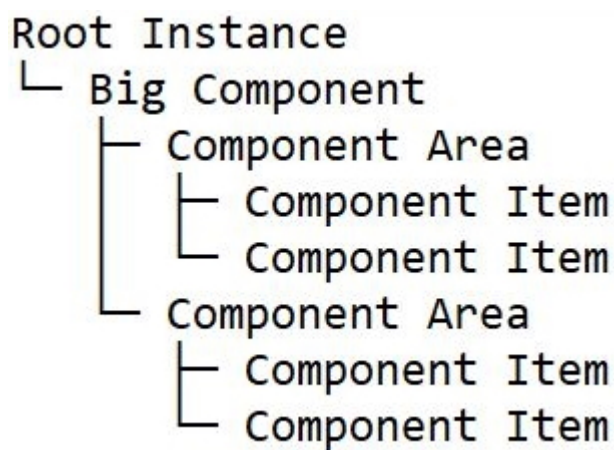 Root Instance
└─ Big Component
├─ Component Area
├─ Component Item
└─ Component Item
└─ Component Area
├─ Component Item
└─ Component Item